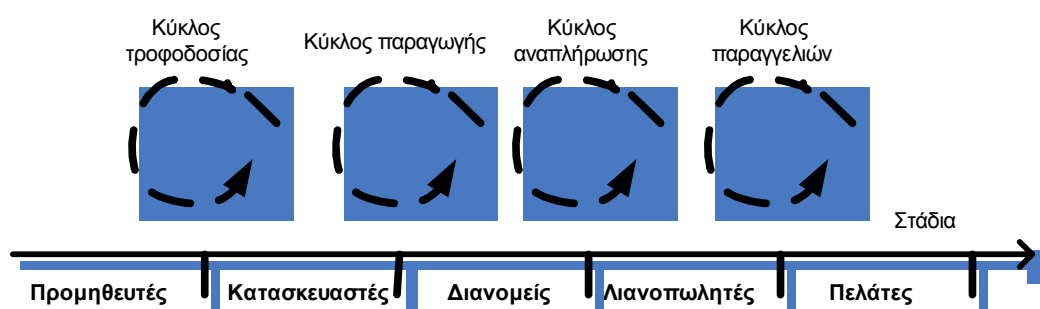 Κύκλος
τροφοδοσίας
Κύκλος παραγωγής
Κύκλος
αναπλήρωσης
Κύκλος
παραγγελιών
Στάδια
Προμηθευτές
Κατασκευαστές
Διανομείς
Λιανοπωλητές
Πελάτες